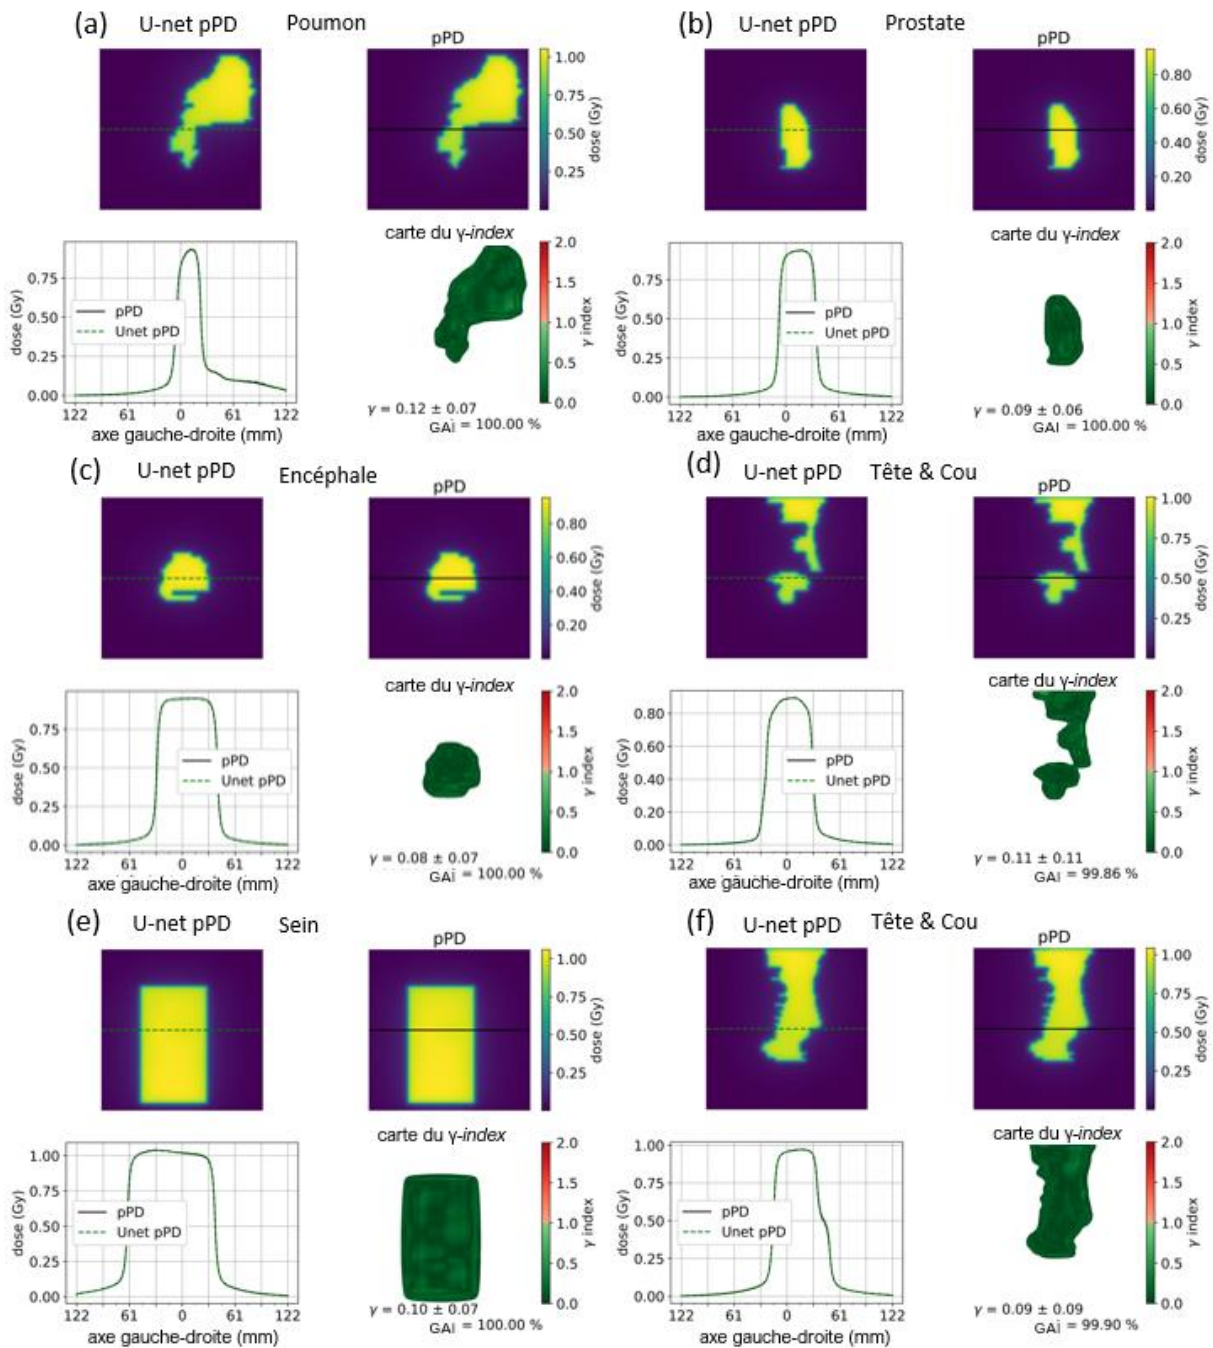 (a) U-net pPD Poumon
pPD
1.00
0.75
0.50
0.25
dose (Gy)
carte du γ-index
0.75
0.50
0.25
0.00
dose (Gy)
pPD
Unet pPD
122 61 0 61 122
axe gauche-droite (mm)
2.0
1.5
1.0
0.5
0.0
γ index
γ = 0.12 ± 0.07
GAI = 100.00 %
(b) U-net pPD Prostate
pPD
0.80
0.60
0.40
0.20
dose (Gy)
carte du γ-index
0.75
0.50
0.25
0.00
dose (Gy)
pPD
Unet pPD
122 61 0 61 122
axe gauche-droite (mm)
2.0
1.5
1.0
0.5
0.0
γ index
γ = 0.09 ± 0.06
GAI = 100.00 %
(c) U-net pPD Encéphale
pPD
0.80
0.60
0.40
0.20
dose (Gy)
carte du γ-index
0.75
0.50
0.25
0.00
dose (Gy)
pPD
Unet pPD
122 61 0 61 122
axe gauche-droite (mm)
2.0
1.5
1.0
0.5
0.0
γ index
γ = 0.08 ± 0.07
GAI = 100.00 %
(d) U-net pPD Tête & Cou
pPD
1.00
0.75
0.50
0.25
dose (Gy)
carte du γ-index
0.80
0.60
0.40
0.20
0.00
dose (Gy)
pPD
Unet pPD
122 61 0 61 122
axe gauche-droite (mm)
2.0
1.5
1.0
0.5
0.0
γ index
γ = 0.11 ± 0.11
GAI = 99.86 %
(e) U-net pPD Sein
pPD
1.00
0.75
0.50
0.25
dose (Gy)
carte du γ-index
1.00
0.75
0.50
0.25
0.00
dose (Gy)
pPD
Unet pPD
122 61 0 61 122
axe gauche-droite (mm)
2.0
1.5
1.0
0.5
0.0
γ index
γ = 0.10 ± 0.07
GAI = 100.00 %
(f) U-net pPD Tête & Cou
pPD
1.00
0.75
0.50
0.25
dose (Gy)
carte du γ-index
1.00
0.75
0.50
0.25
0.00
dose (Gy)
pPD
Unet pPD
122 61 0 61 122
axe gauche-droite (mm)
2.0
1.5
1.0
0.5
0.0
γ index
γ = 0.09 ± 0.09
GAI = 99.90 %